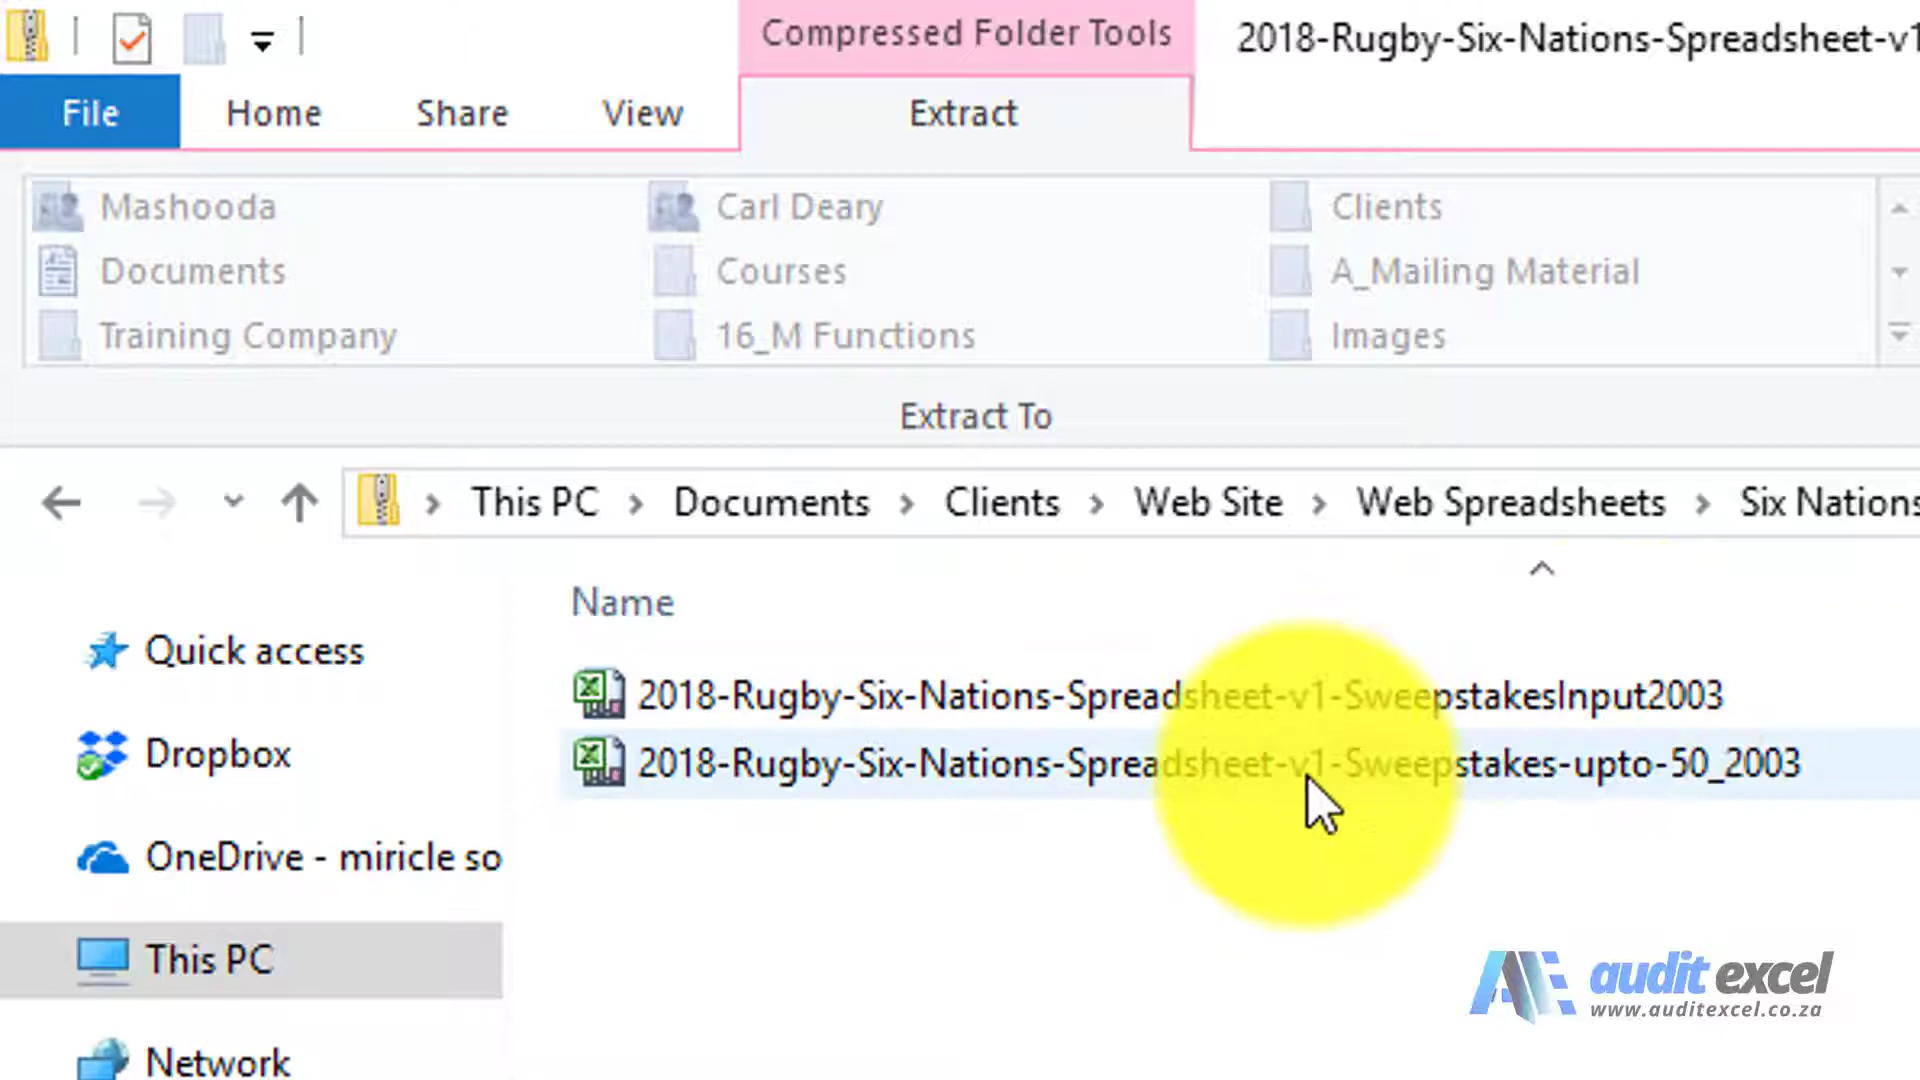 Compressed Folder Tools
2018-Rugby-Six-Nations-Spreadsheet-v1
File
Home
Share
View
Extract
Mashooda
Carl Deary
Clients
Documents
Courses
A_Mailing Material
Training Company
16_M Functions
Images
Extract To
This PC
Documents
Clients
Web Site
Web Spreadsheets
Six Nations
Name
Quick access
2018-Rugby-Six-Nations-Spreadsheet-v1-SweepstakesInput2003
2018-Rugby-Six-Nations-Spreadsheet-v1-Sweepstakes-upto-50_2003
Dropbox
OneDrive - miricle so
This PC
Network
audit excel
www.auditexcel.co.za